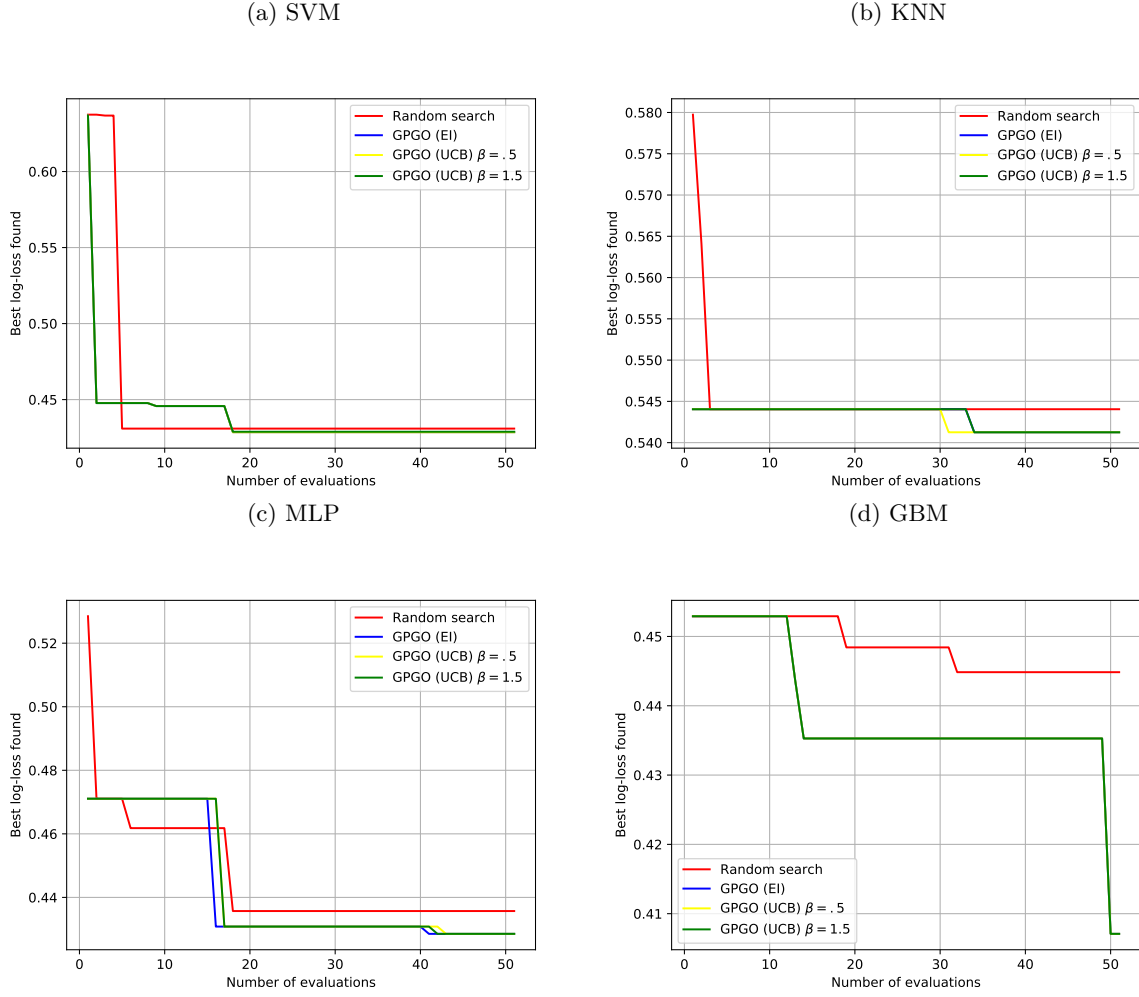 (a) SVM
(b) KNN
0.60
0.55
0.50
0.45
Best log-loss found
Random search
GPGO (EI)
GPGO (UCB) β = .5
GPGO (UCB) β = 1.5
0 10 20 30 40 50
Number of evaluations
0.580
0.575
0.570
0.565
0.560
0.555
0.550
0.545
0.540
Best log-loss found
Random search
GPGO (EI)
GPGO (UCB) β = .5
GPGO (UCB) β = 1.5
0 10 20 30 40 50
Number of evaluations
(c) MLP
(d) GBM
0.52
0.50
0.48
0.46
0.44
Best log-loss found
Random search
GPGO (EI)
GPGO (UCB) β = .5
GPGO (UCB) β = 1.5
0 10 20 30 40 50
Number of evaluations
0.45
0.44
0.43
0.42
0.41
Best log-loss found
Random search
GPGO (EI)
GPGO (UCB) β = .5
GPGO (UCB) β = 1.5
0 10 20 30 40 50
Number of evaluations